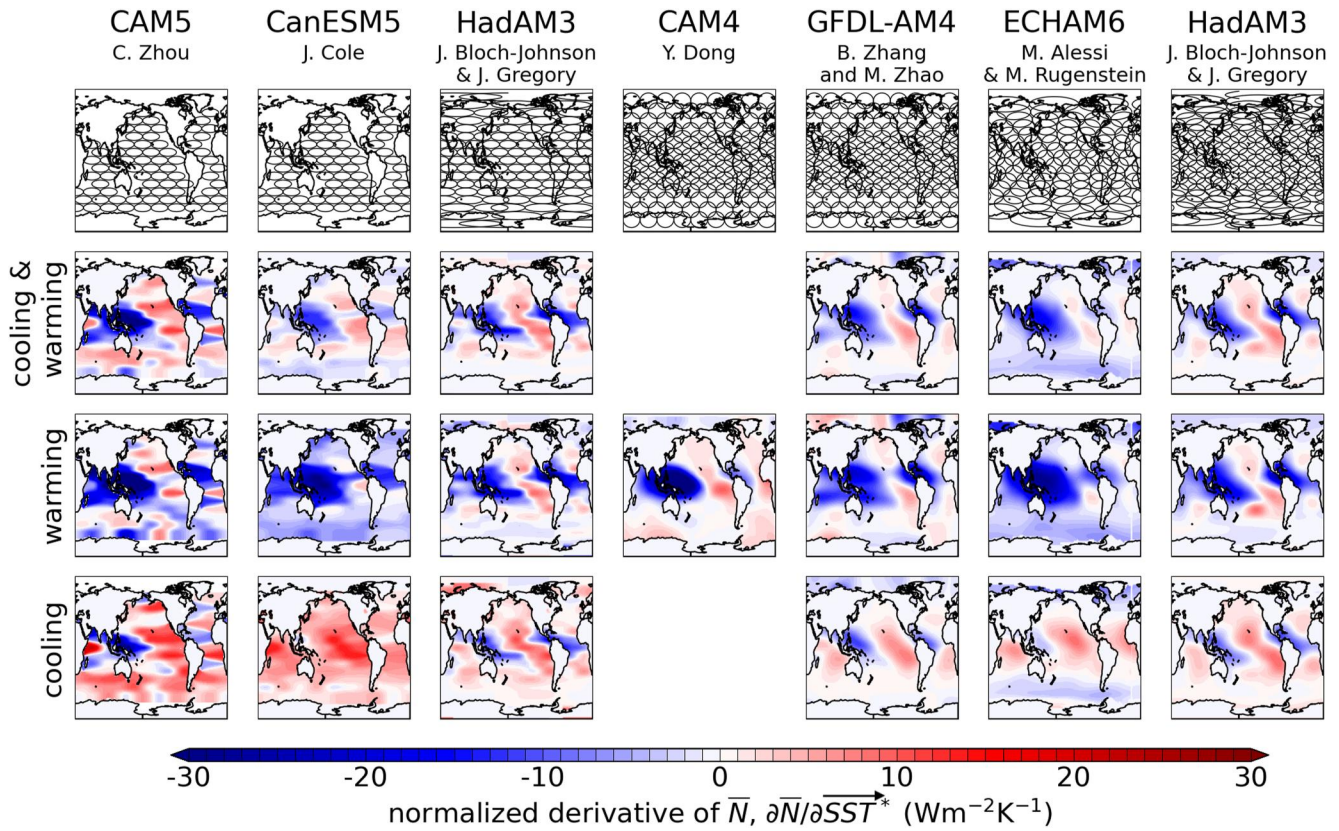 CAM5 CanESM5 HadAM3 CAM4 GFDL-AM4 ECHAM6 HadAM3
C. Zhou J. Cole J. Bloch-Johnson Y. Dong B. Zhang M. Alessi J. Bloch-Johnson
& J. Gregory and M. Zhao & M. Rugenstein & J. Gregory
cooling &
warming
warming
cooling
-30 -20 -10 0 10 20 30
normalized derivative of N̅, ∂N̅/∂SST⃗* (Wm⁻²K⁻¹)